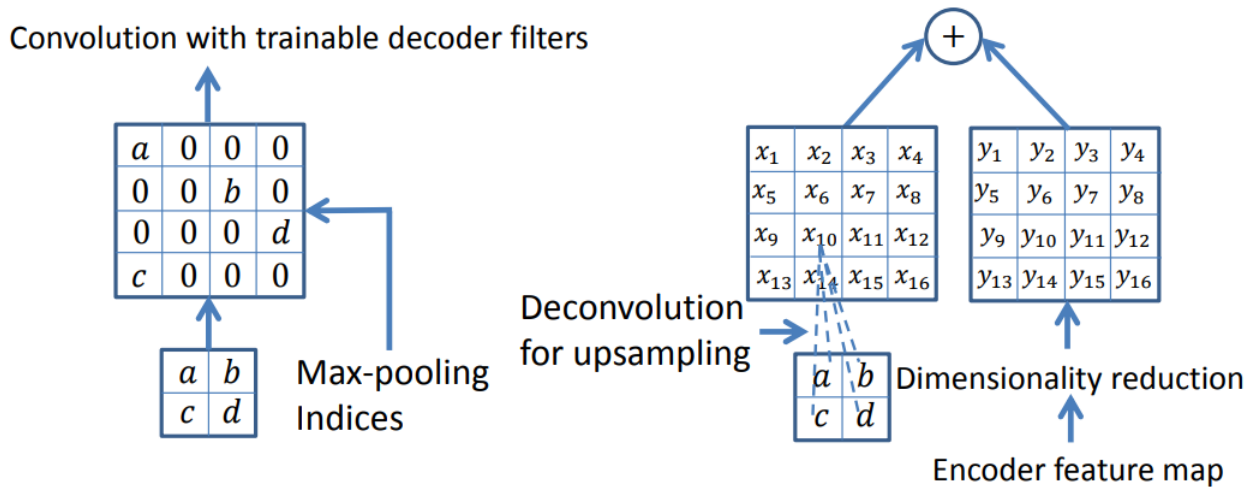 Convolution with trainable decoder filters
a 0 0 0
0 0 b 0
0 0 0 d
c 0 0 0
a b
c d
Max-pooling
Indices
+
x₁ x₂ x₃ x₄
x₅ x₆ x₇ x₈
x₉ x₁₀ x₁₁ x₁₂
x₁₃ x₁₄ x₁₅ x₁₆
y₁ y₂ y₃ y₄
y₅ y₆ y₇ y₈
y₉ y₁₀ y₁₁ y₁₂
y₁₃ y₁₄ y₁₅ y₁₆
Deconvolution
for upsampling
a b
c d
Dimensionality reduction
Encoder feature map